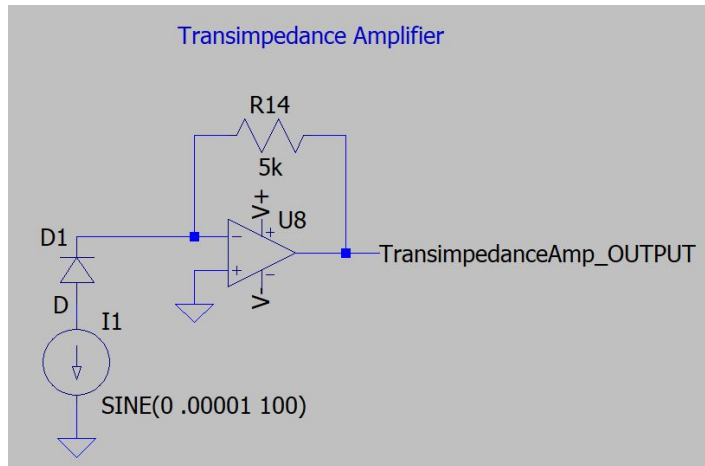 Transimpedance Amplifier
R14
5k
V+
U8
+
−
+
−
V-
D1
D
I1
TransimpedanceAmp_OUTPUT
SINE(0 .00001 100)